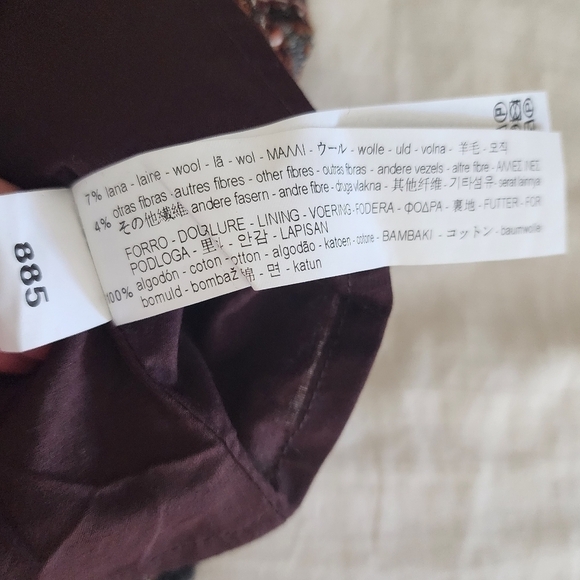 7% lana - laine - wool - lã - wol - ΜΑΛΛΙ - ウール - wolle - uld - volna - 羊毛 - 모직
otras fibras - autres fibres - other fibres - outras fibras - andere vezels - altre fibre - ΑΛΛΕΣ ΙΝΕΣ
4% その他繊維 andere fasern - andre fibre - druga vlakna - 其他纤维 - 기타섬유 - serat lainnya
FORRO - DOUBLURE - LINING - VOERING - FODERA - ΦΟΔΡΑ - 裏地 - FUTTER - FOR
PODLOGA - 里 - 안감 - LAPISAN
100% algodón - coton - cotton - algodão - katoen - cotone - BAMBAKI - コットン - baumwolle
bomuld - bombaž 棉 - 면 - katun
885